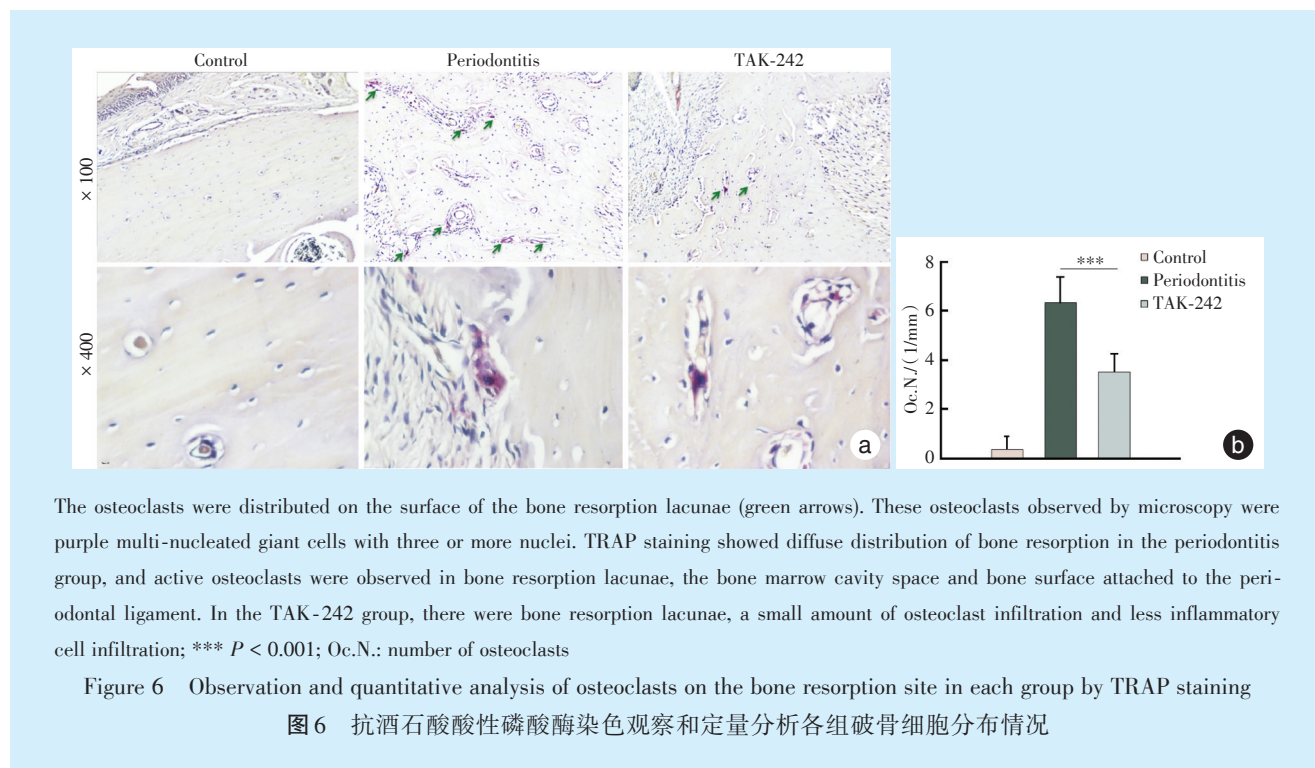 Control Periodontitis TAK-242
× 100
× 400
a
8
6
4
2
0
Oc.N./（1/mm）
***
Control
Periodontitis
TAK-242
b
The osteoclasts were distributed on the surface of the bone resorption lacunae (green arrows). These osteoclasts observed by microscopy were
purple multi-nucleated giant cells with three or more nuclei. TRAP staining showed diffuse distribution of bone resorption in the periodontitis
group, and active osteoclasts were observed in bone resorption lacunae, the bone marrow cavity space and bone surface attached to the peri-
odontal ligament. In the TAK-242 group, there were bone resorption lacunae, a small amount of osteoclast infiltration and less inflammatory
cell infiltration; *** P < 0.001; Oc.N.: number of osteoclasts
Figure 6 Observation and quantitative analysis of osteoclasts on the bone resorption site in each group by TRAP staining
图6 抗酒石酸酸性磷酸酶染色观察和定量分析各组破骨细胞分布情况